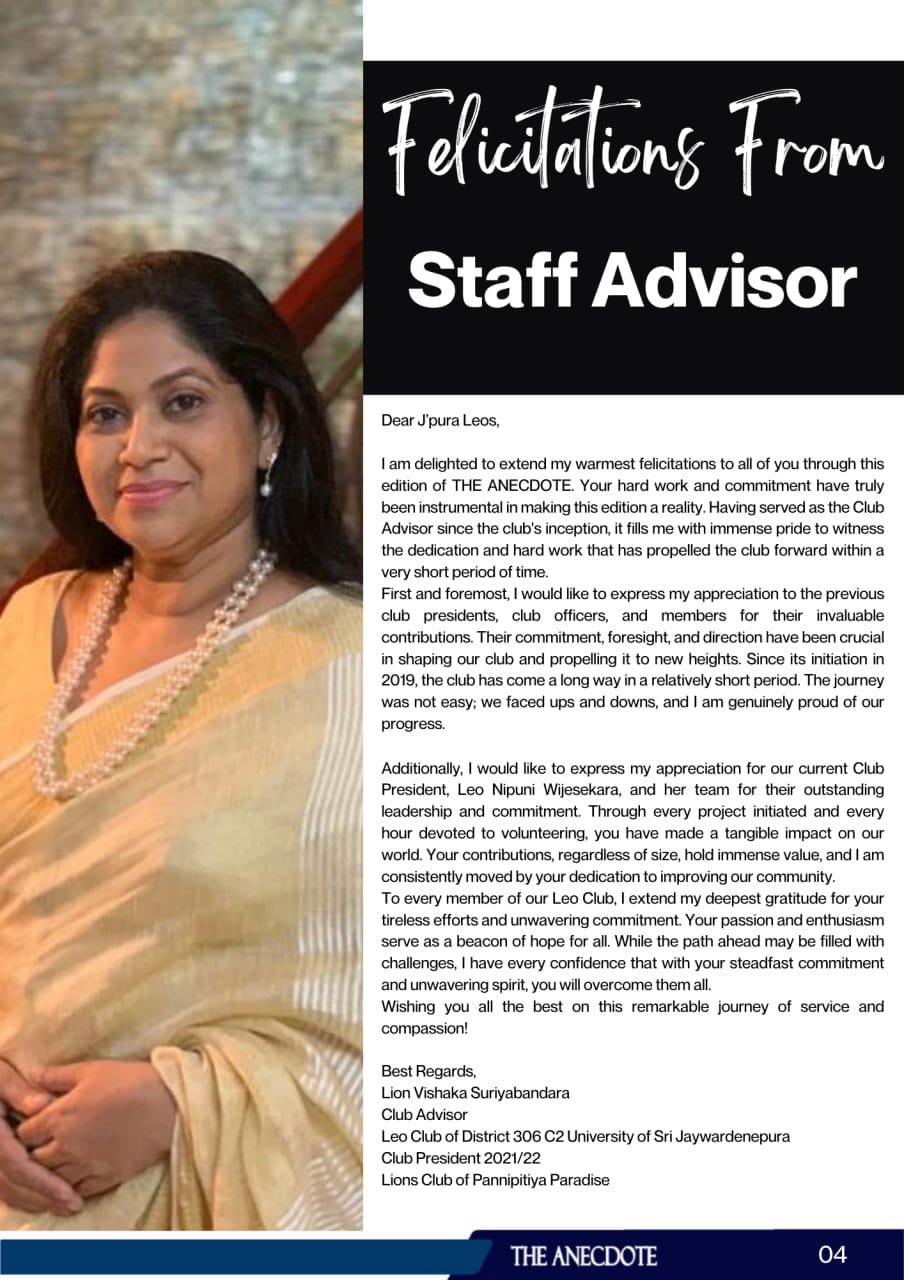 Felicitations From
Staff Advisor
Dear J'pura Leos,
I am delighted to extend my warmest felicitations to all of you through this
edition of THE ANECDOTE. Your hard work and commitment have truly
been instrumental in making this edition a reality. Having served as the Club
Advisor since the club's inception, it fills me with immense pride to witness
the dedication and hard work that has propelled the club forward within a
very short period of time.
First and foremost, I would like to express my appreciation to the previous
club presidents, club officers, and members for their invaluable
contributions. Their commitment, foresight, and direction have been crucial
in shaping our club and propelling it to new heights. Since its initiation in
2019, the club has come a long way in a relatively short period. The journey
was not easy; we faced ups and downs, and I am genuinely proud of our
progress.
Additionally, I would like to express my appreciation for our current Club
President, Leo Nipuni Wijesekara, and her team for their outstanding
leadership and commitment. Through every project initiated and every
hour devoted to volunteering, you have made a tangible impact on our
world. Your contributions, regardless of size, hold immense value, and I am
consistently moved by your dedication to improving our community.
To every member of our Leo Club, I extend my deepest gratitude for your
tireless efforts and unwavering commitment. Your passion and enthusiasm
serve as a beacon of hope for all. While the path ahead may be filled with
challenges, I have every confidence that with your steadfast commitment
and unwavering spirit, you will overcome them all.
Wishing you all the best on this remarkable journey of service and
compassion!
Best Regards,
Lion Vishaka Suriyabandara
Club Advisor
Leo Club of District 306 C2 University of Sri Jaywardenepura
Club President 2021/22
Lions Club of Pannipitiya Paradise
THE ANECDOTE
04